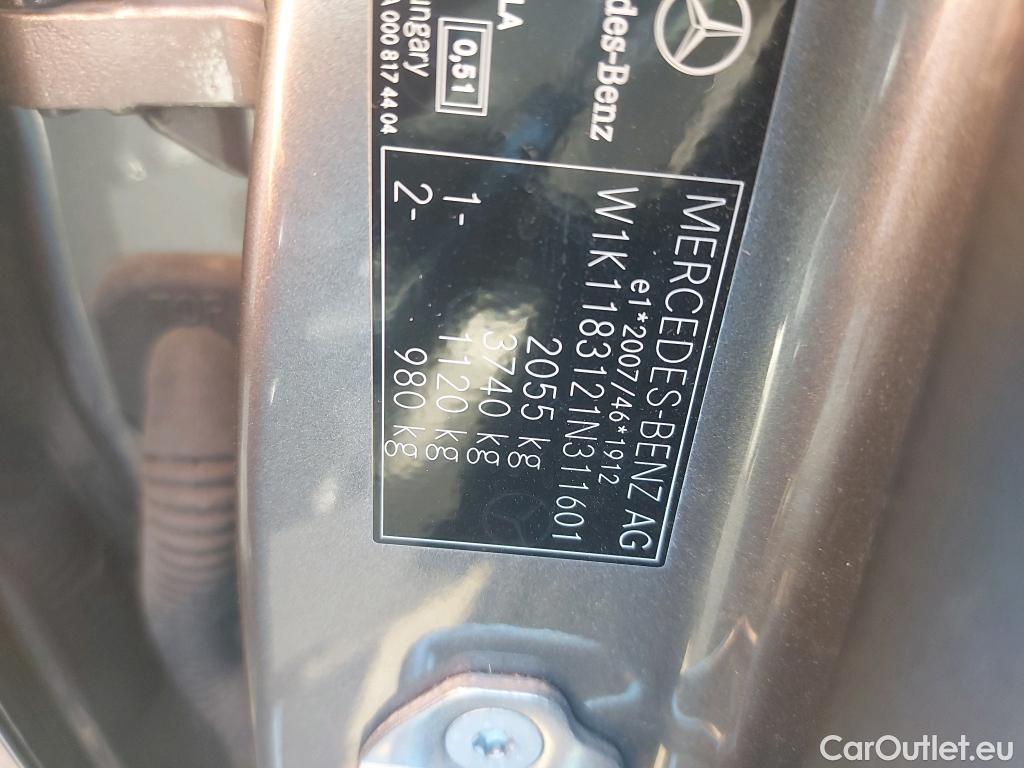 des-Benz
LA
0,51
ungary
A 000 817 44 04
MERCEDES-BENZ AG
e1*2007/46*1912
W1K1183121N311601
2055 kg
3740 kg
1- 1120 kg
2- 980 kg
CarOutlet.eu